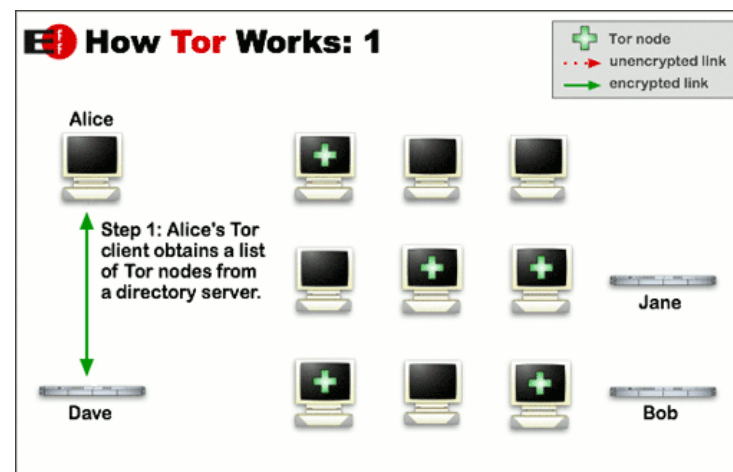 EFF How Tor Works: 1
Tor node
unencrypted link
encrypted link
Alice
Step 1: Alice's Tor
client obtains a list
of Tor nodes from
a directory server.
Jane
Dave
Bob